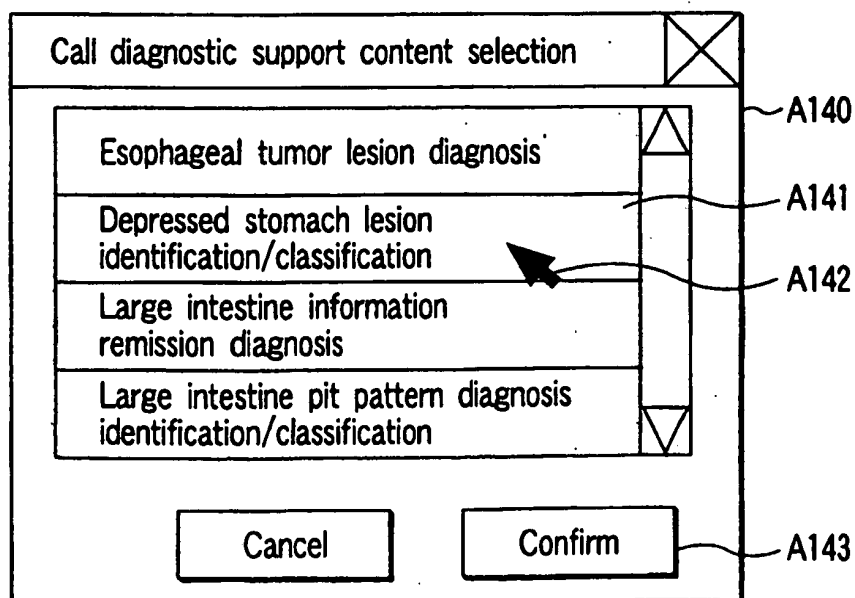 Call diagnostic support content selection
A140
Esophageal tumor lesion diagnosis
A141
Depressed stomach lesion
identification/classification
A142
Large intestine information
remission diagnosis
Large intestine pit pattern diagnosis
identification/classification
Cancel
Confirm
A143